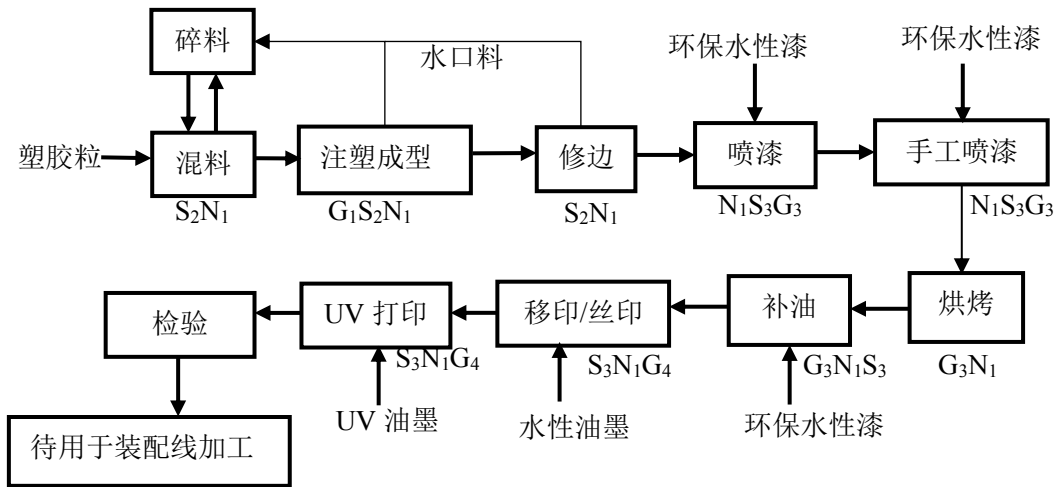 碎料
水口料
环保水性漆
环保水性漆
塑胶粒
混料
注塑成型
修边
喷漆
手工喷漆
S₂N₁
G₁S₂N₁
S₂N₁
N₁S₃G₃
N₁S₃G₃
检验
UV 打印
移印/丝印
补油
烘烤
S₃N₁G₄
S₃N₁G₄
G₃N₁S₃
G₃N₁
UV 油墨
水性油墨
环保水性漆
待用于装配线加工